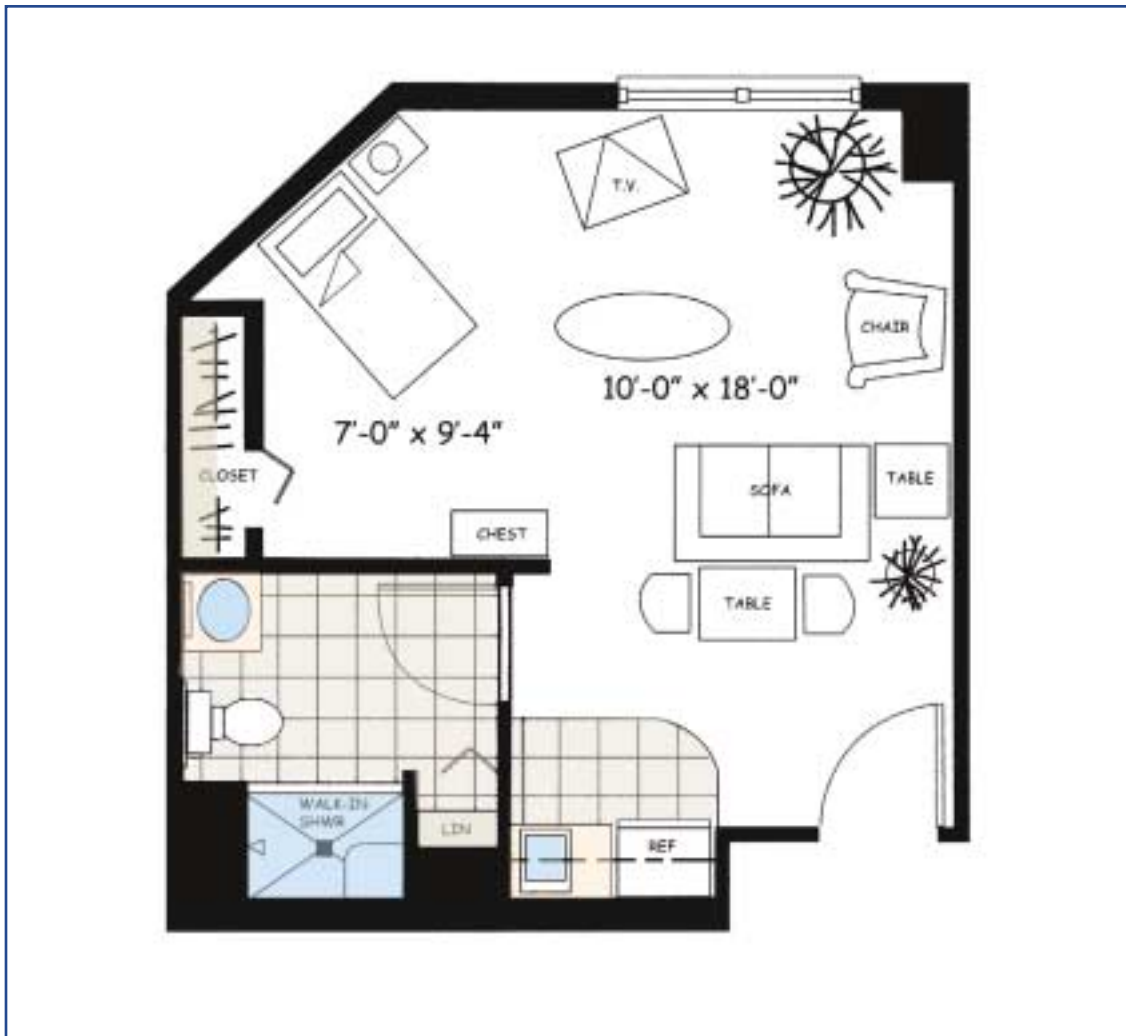 T.V.
CHAIR
10'-0" x 18'-0"
7'-0" x 9'-4"
CLOSET
SOFA
TABLE
CHEST
TABLE
WALK-IN
SHWR
LIN
REF